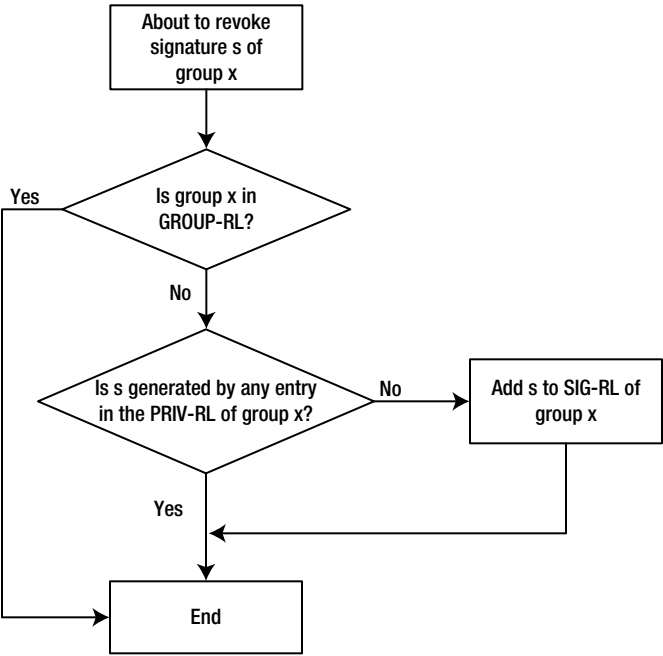 About to revoke
signature s of
group x
Yes
Is group x in
GROUP-RL?
No
Is s generated by any entry
in the PRIV-RL of group x?
No
Add s to SIG-RL of
group x
Yes
End